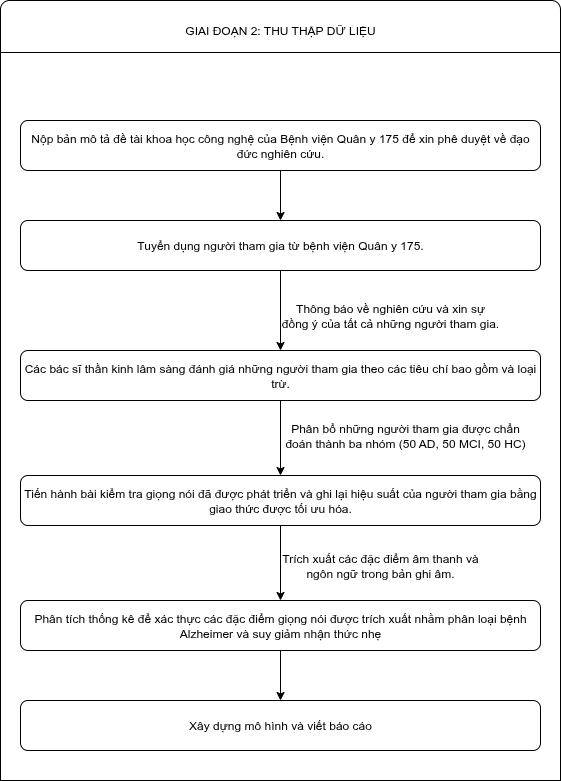 GIAI ĐOẠN 2: THU THẬP DỮ LIỆU
Nộp bản mô tả đề tài khoa học công nghệ của Bệnh viện Quân y 175 để xin phê duyệt về đạo
đức nghiên cứu.
Tuyển dụng người tham gia từ bệnh viện Quân y 175.
Thông báo về nghiên cứu và xin sự
đồng ý của tất cả những người tham gia.
Các bác sĩ thần kinh lâm sàng đánh giá những người tham gia theo các tiêu chí bao gồm và loại
trừ.
Phân bổ những người tham gia được chẩn
đoán thành ba nhóm (50 AD, 50 MCI, 50 HC)
Tiến hành bài kiểm tra giọng nói đã được phát triển và ghi lại hiệu suất của người tham gia bằng
giao thức được tối ưu hóa.
Trích xuất các đặc điểm âm thanh và
ngôn ngữ trong bản ghi âm.
Phân tích thống kê để xác thực các đặc điểm giọng nói được trích xuất nhằm phân loại bệnh
Alzheimer và suy giảm nhận thức nhẹ
Xây dựng mô hình và viết báo cáo